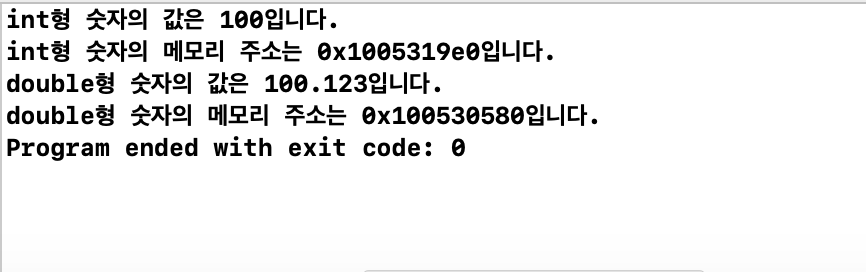 int형 숫자의 값은 100입니다.
int형 숫자의 메모리 주소는 0x1005319e0입니다.
double형 숫자의 값은 100.123입니다.
double형 숫자의 메모리 주소는 0x100530580입니다.
Program ended with exit code: 0